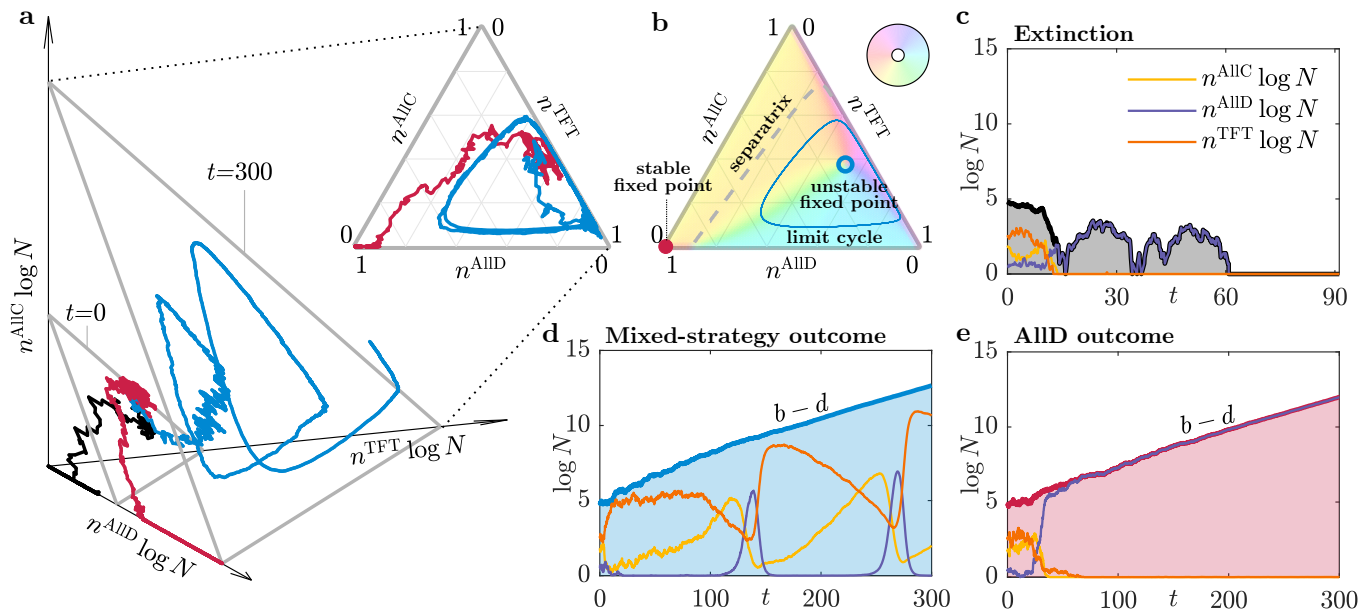 a
n^AllC log N
t=300
t=0
n^TFT log N
n^AllD log N
1 0
n^AllC
n^TFT
0 1
1 n^AllD 0
b
1 0
n^AllC
n^TFT
separatrix
stable
fixed point
unstable
fixed point
limit cycle
0 1
1 n^AllD 0
c Extinction
15
10
5
0
log N
n^AllC log N
n^AllD log N
n^TFT log N
0 30 t 60 90
d Mixed-strategy outcome
15
10
5
0
log N
b – d
0 100 t 200 300
e AllD outcome
15
10
5
0
log N
b – d
0 100 t 200 300